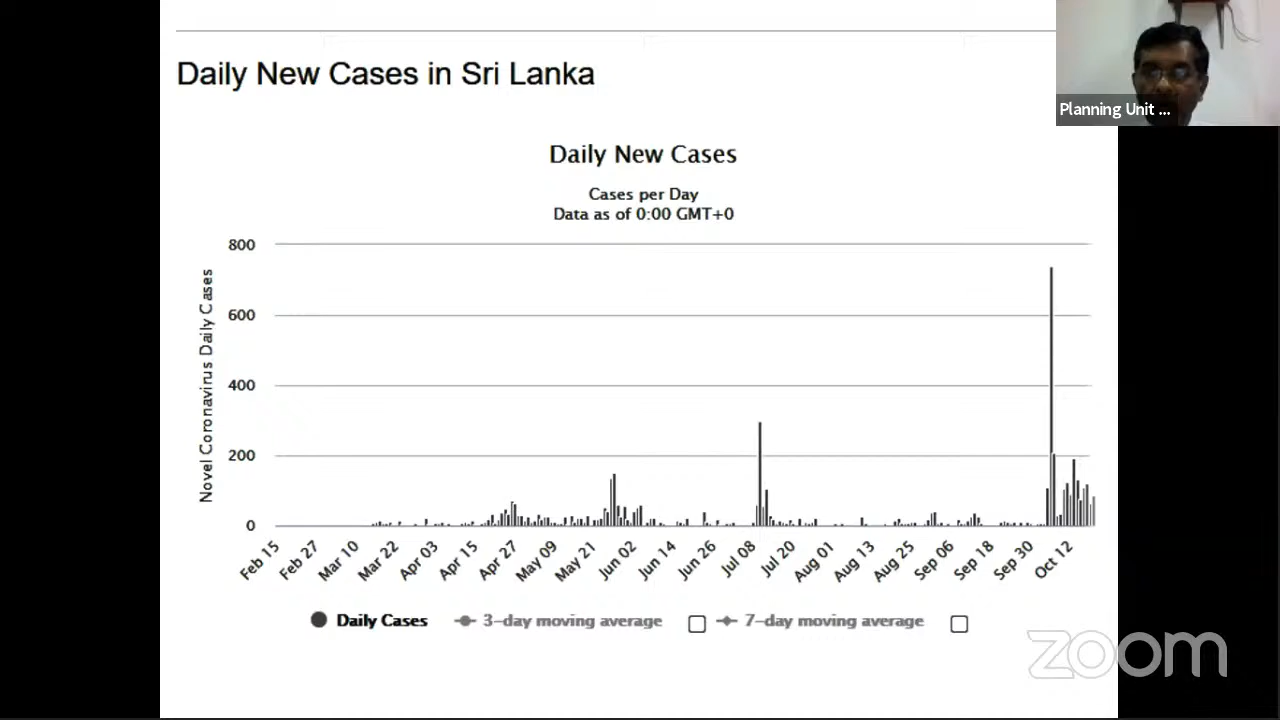 Daily New Cases in Sri Lanka
Planning Unit ...
Daily New Cases
Cases per Day
Data as of 0:00 GMT+0
Novel Coronavirus Daily Cases
800
600
400
200
0
Feb 15
Feb 27
Mar 10
Mar 22
Apr 03
Apr 15
Apr 27
May 09
May 21
Jun 02
Jun 14
Jun 26
Jul 08
Jul 20
Aug 01
Aug 13
Aug 25
Sep 06
Sep 18
Sep 30
Oct 12
Daily Cases
3-day moving average
7-day moving average
zoom